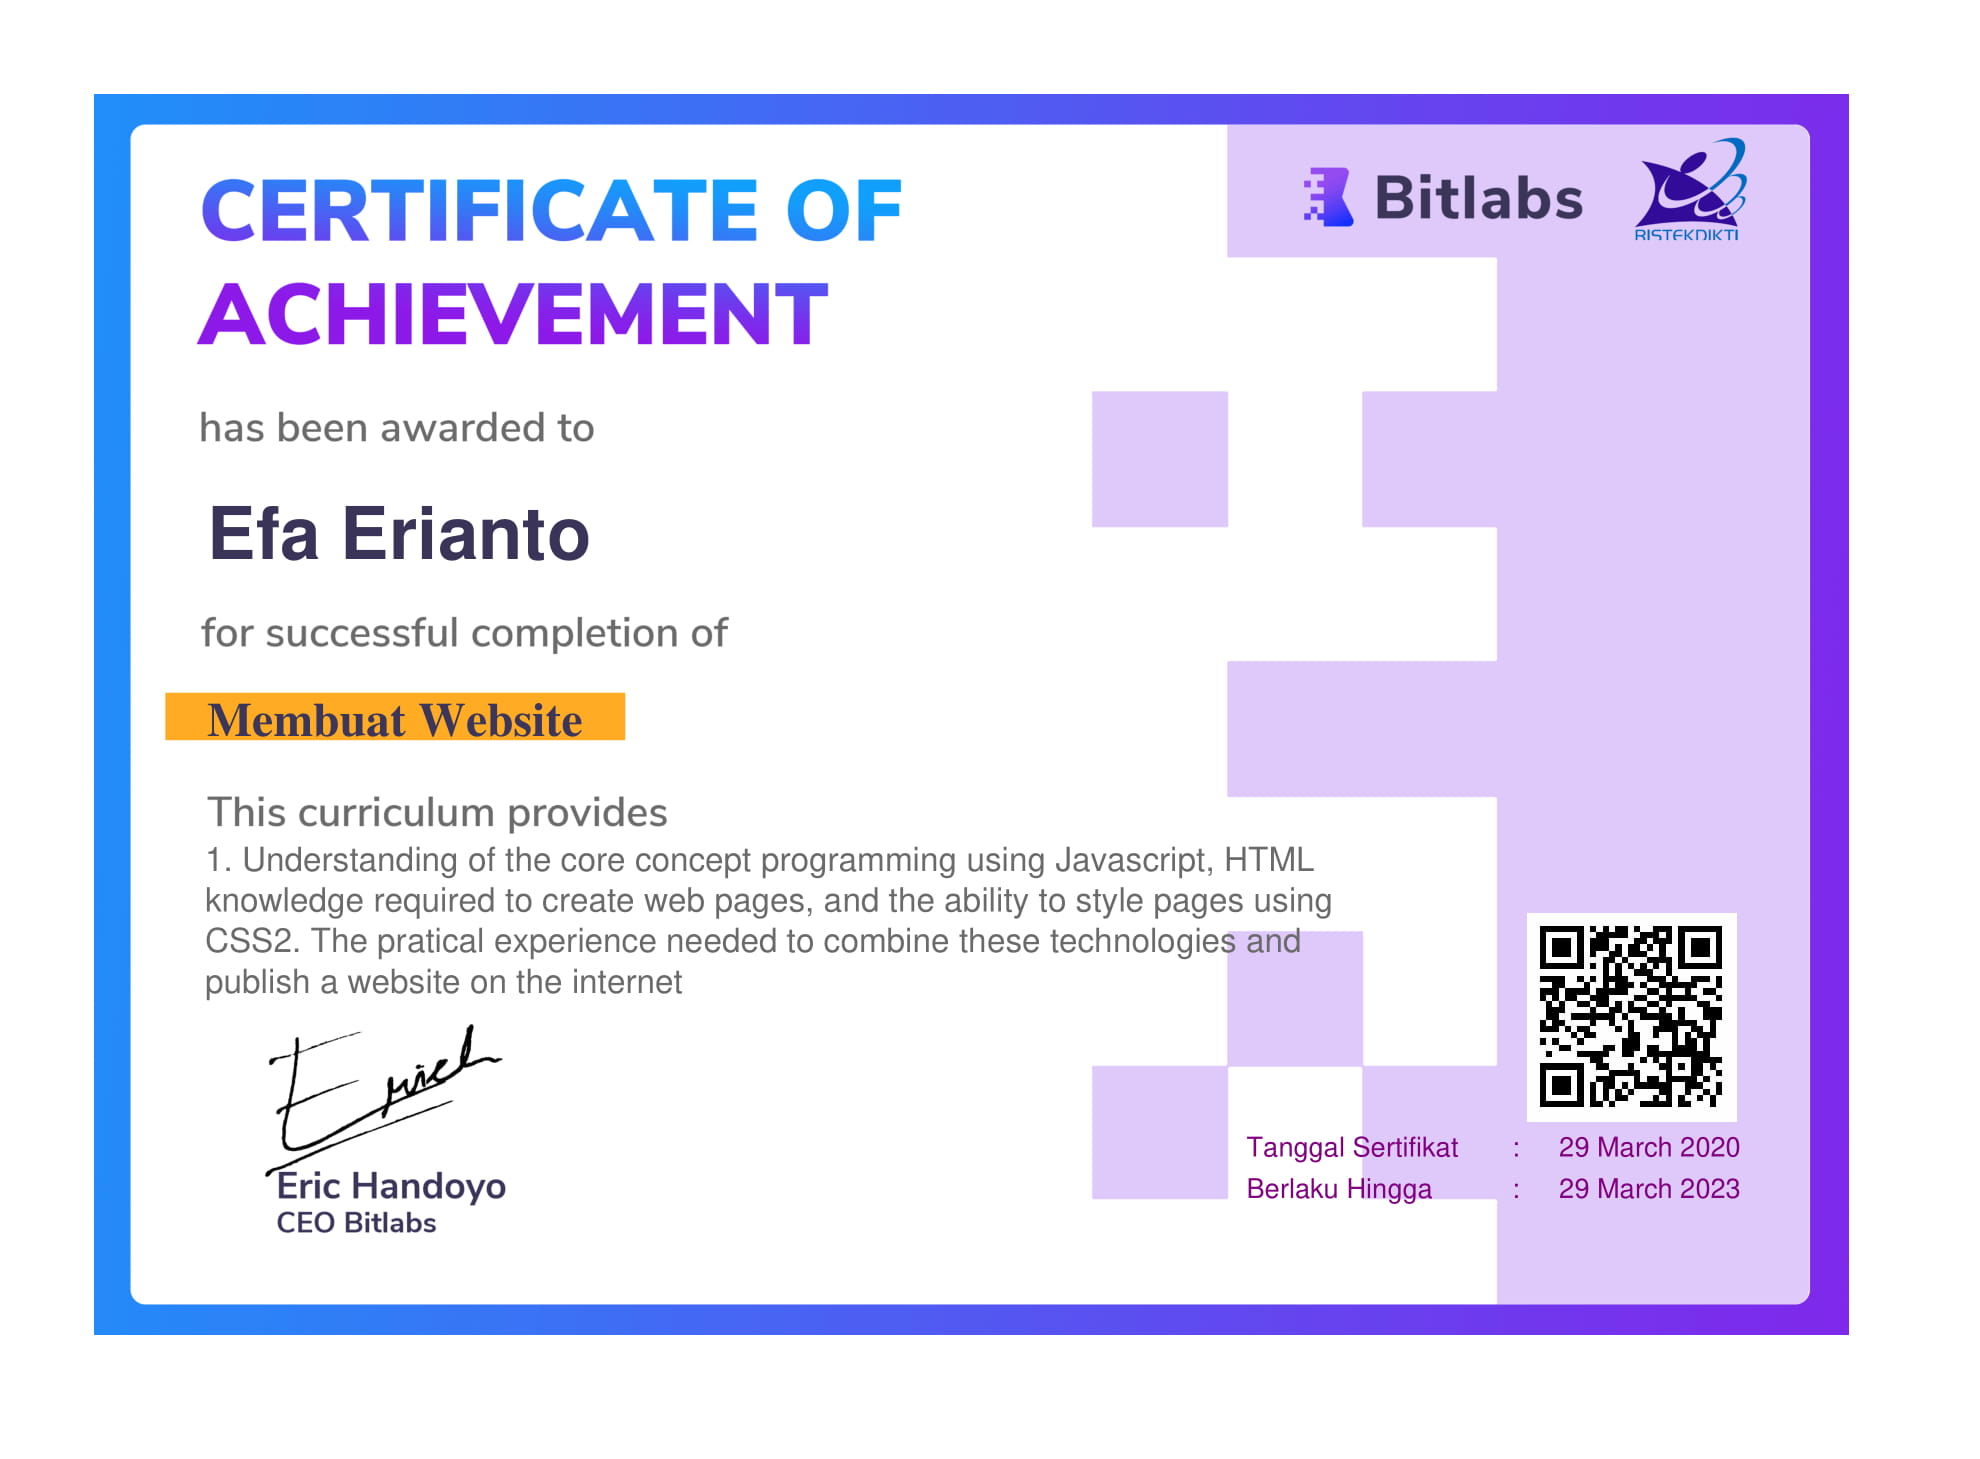 CERTIFICATE OF
ACHIEVEMENT
Bitlabs
RISTEKDIKTI
has been awarded to
Efa Erianto
for successful completion of
Membuat Website
This curriculum provides
1. Understanding of the core concept programming using Javascript, HTML
knowledge required to create web pages, and the ability to style pages using
CSS2. The pratical experience needed to combine these technologies and
publish a website on the internet
Eric Handoyo
CEO Bitlabs
Tanggal Sertifikat : 29 March 2020
Berlaku Hingga : 29 March 2023